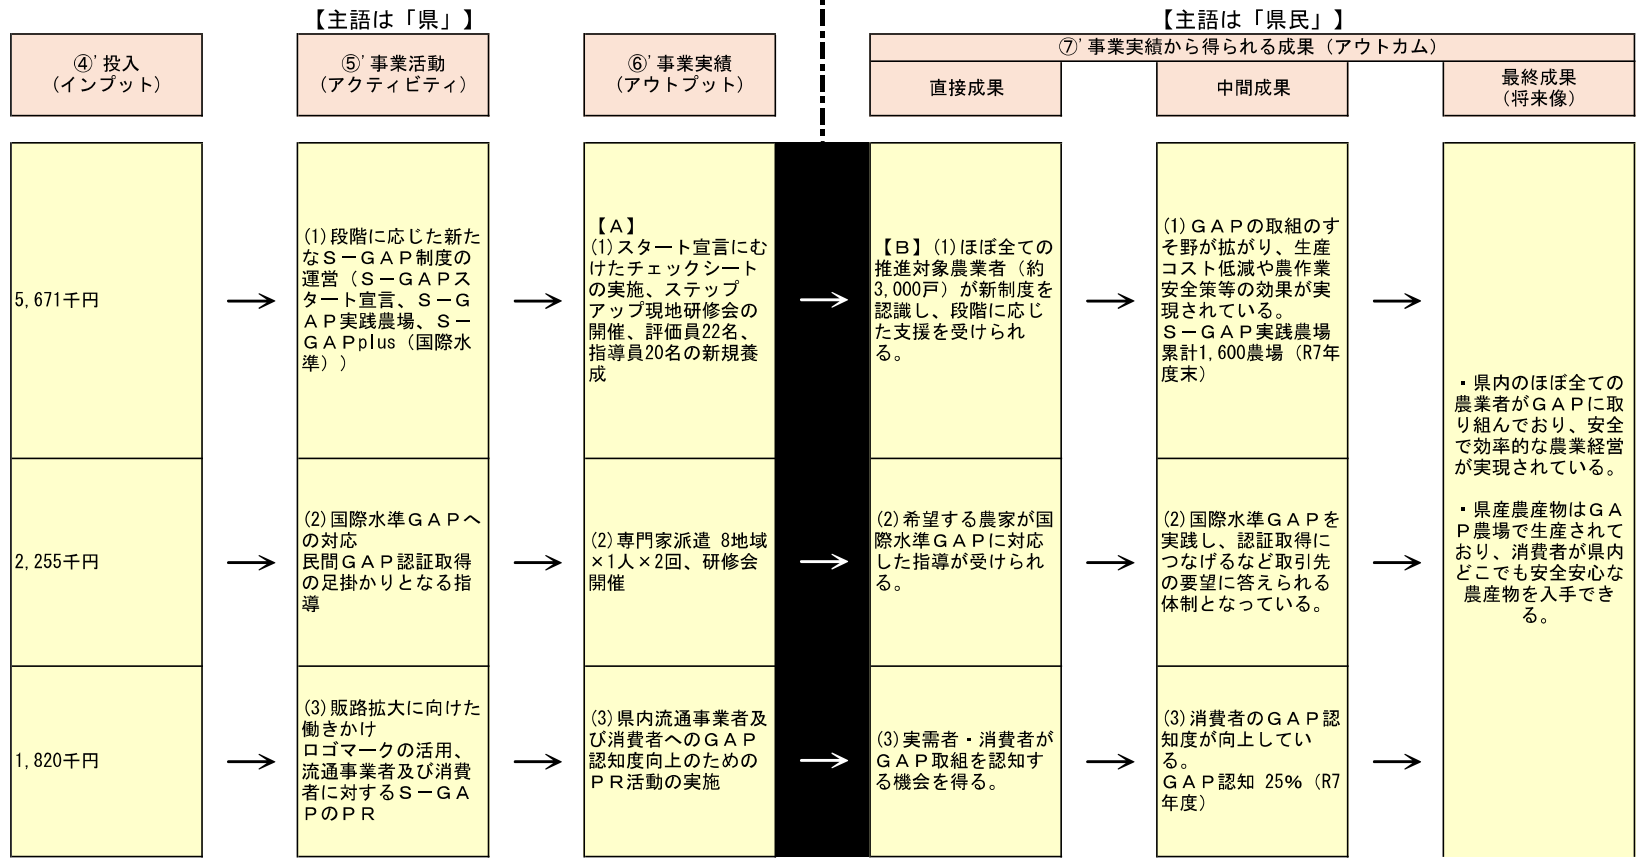 【主語は「県」】
【主語は「県民」】
④’投入
(インプット)
⑤’事業活動
(アクティビティ)
⑥’事業実績
(アウトプット)
⑦’事業実績から得られる成果(アウトカム)
直接成果
中間成果
最終成果
(将来像)
5,671千円
(1)段階に応じた新た
なS-GAP制度の
運営(S-GAPス
タート宣言、S-G
AP実践農場、S-
GAPplus(国際水
準))
【A】
(1)スタート宣言にむ
けたチェックシート
の実施、ステップ
アップ現地研修会の
開催、評価員22名、
指導員20名の新規養
成
【B】(1)ほぼ全ての
推進対象農業者(約
3,000戸)が新制度を
認識し、段階に応じ
た支援を受けられ
る。
(1)GAPの取組のす
そ野が拡がり、生産
コスト低減や農作業
安全策等の効果が実
現されている。
S-GAP実践農場
累計1,600農場(R7年
度末)
2,255千円
(2)国際水準GAPへ
の対応
民間GAP認証取得
の足掛かりとなる指
導
(2)専門家派遣 8地域
×1人×2回、研修会
開催
(2)希望する農家が国
際水準GAPに対応
した指導が受けられ
る。
(2)国際水準GAPを
実践し、認証取得に
つなげるなど取引先
の要望に答えられる
体制となっている。
1,820千円
(3)販路拡大に向けた
働きかけ
ロゴマークの活用、
流通事業者及び消費
者に対するS-GA
PのPR
(3)県内流通事業者及
び消費者へのGAP
認知度向上のための
PR活動の実施
(3)実需者・消費者が
GAP取組を認知す
る機会を得る。
(3)消費者のGAP認
知度が向上してい
る。
GAP認知 25%(R7
年度)
・県内のほぼ全ての
農業者がGAPに取
り組んでおり、安全
で効率的な農業経営
が実現されている。
・県産農産物はGA
P農場で生産されて
おり、消費者が県内
どこでも安全安心な
農産物を入手でき
る。